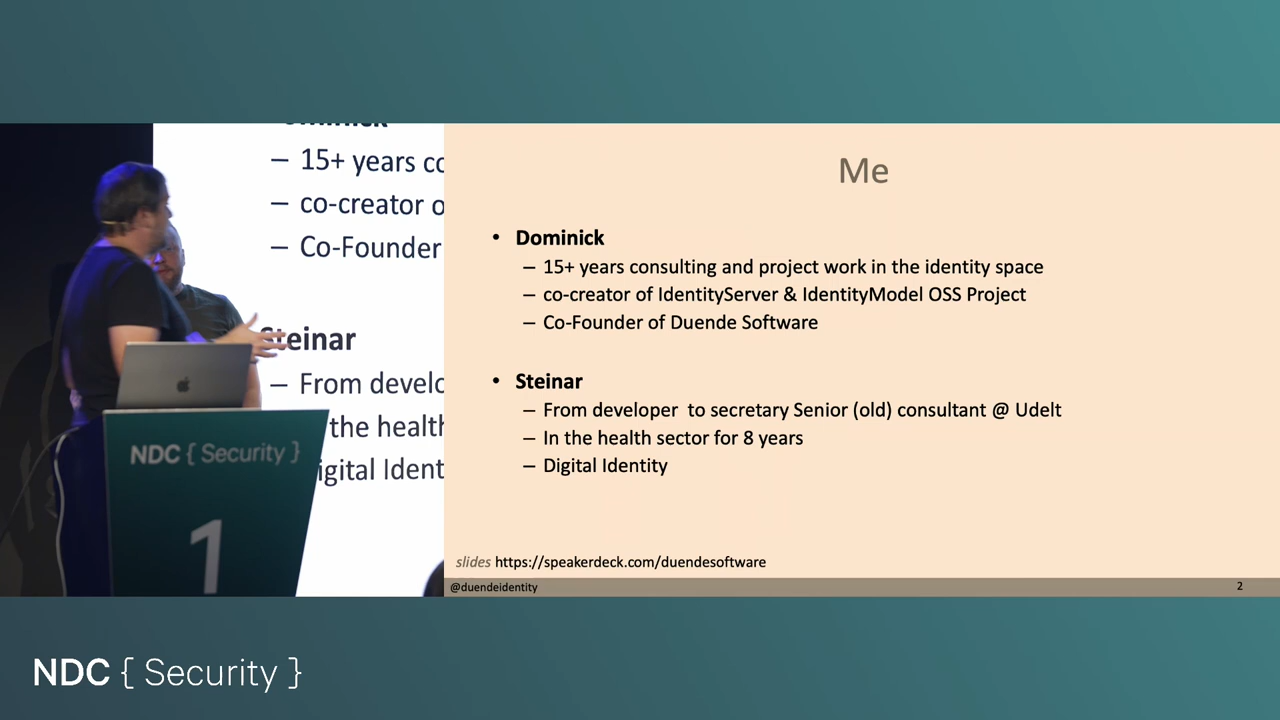 Dominick
– 15+ years co
– co-creator o
– Co-Founder
Steinar
– From develo
the health
igital Ident
NDC { Security }
1
Me
• Dominick
– 15+ years consulting and project work in the identity space
– co-creator of IdentityServer & IdentityModel OSS Project
– Co-Founder of Duende Software
• Steinar
– From developer to secretary Senior (old) consultant @ Udelt
– In the health sector for 8 years
– Digital Identity
slides https://speakerdeck.com/duendesoftware
@duendeidentity
2
NDC { Security }